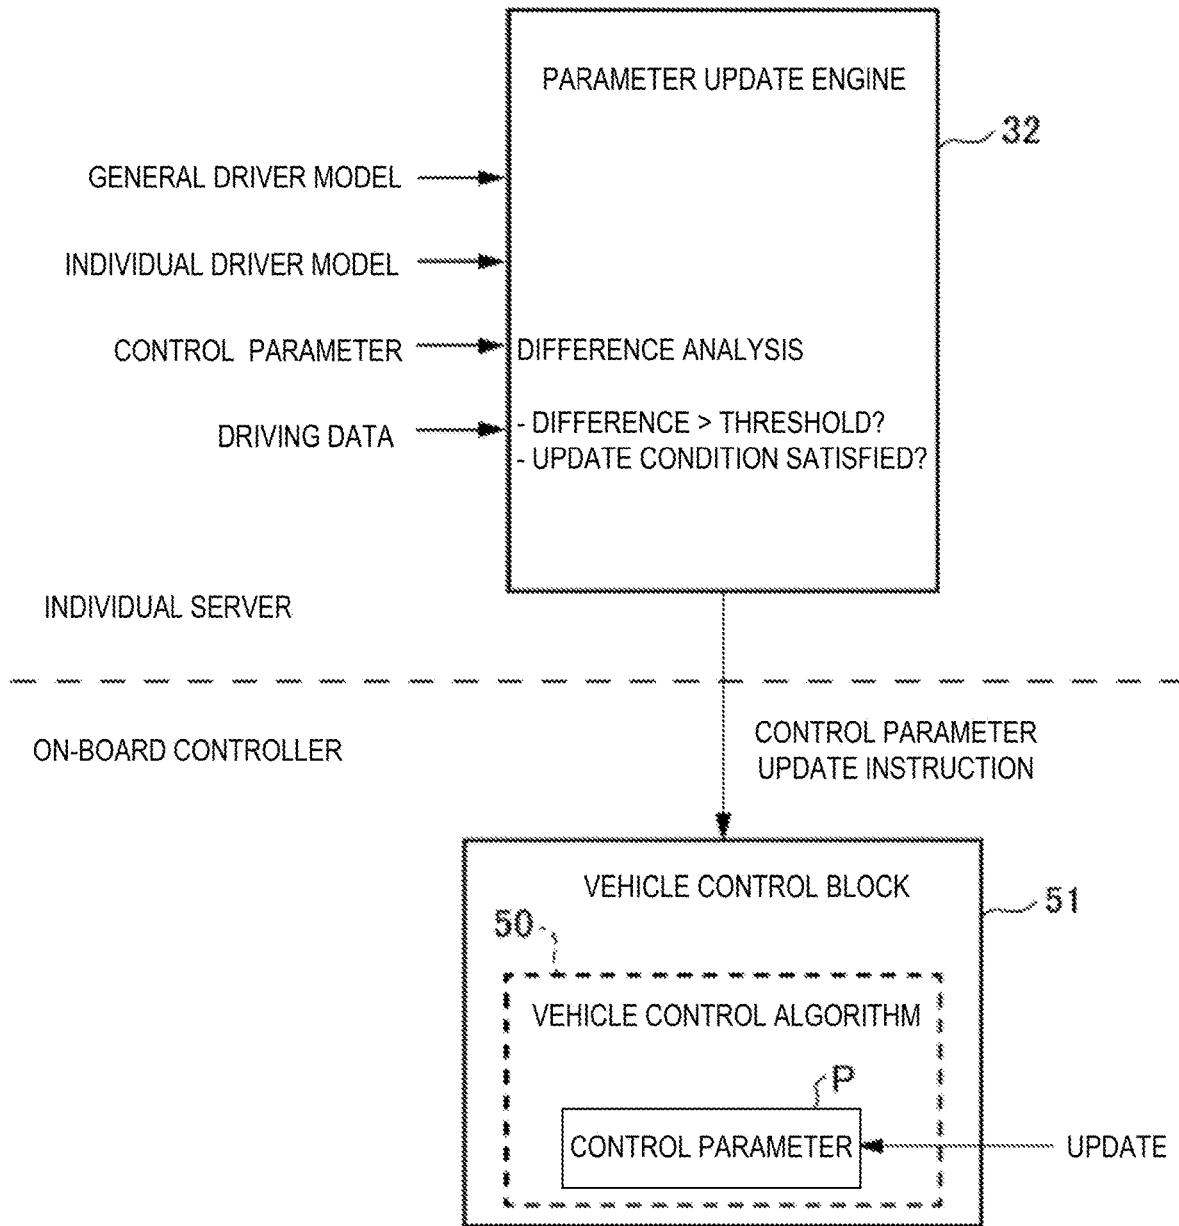 PARAMETER UPDATE ENGINE
32
GENERAL DRIVER MODEL
INDIVIDUAL DRIVER MODEL
CONTROL PARAMETER
DIFFERENCE ANALYSIS
DRIVING DATA
- DIFFERENCE > THRESHOLD?
- UPDATE CONDITION SATISFIED?
INDIVIDUAL SERVER
ON-BOARD CONTROLLER
CONTROL PARAMETER
UPDATE INSTRUCTION
VEHICLE CONTROL BLOCK
51
50
VEHICLE CONTROL ALGORITHM
P
CONTROL PARAMETER
UPDATE